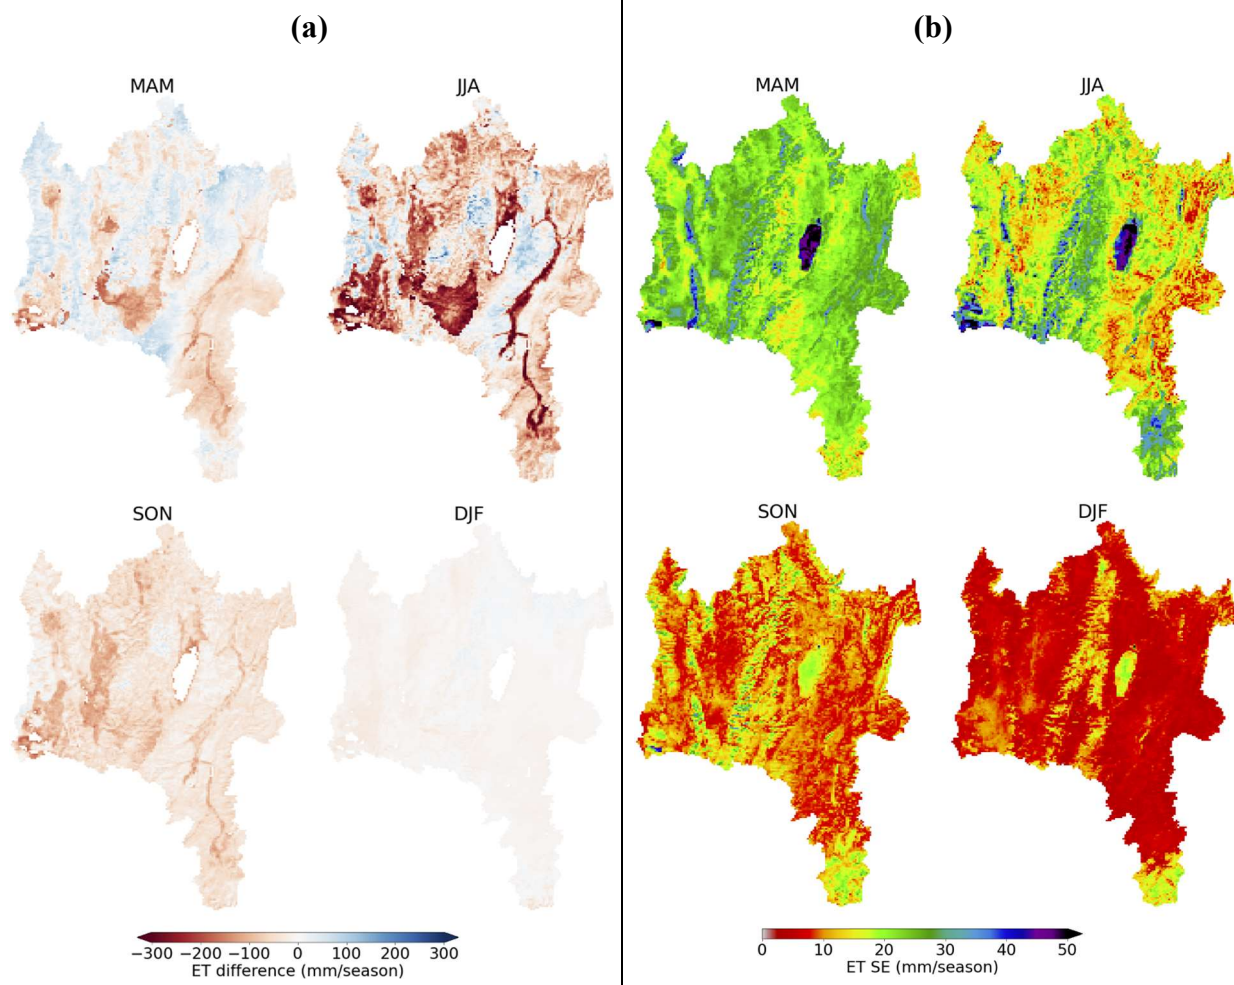 (a)
(b)
MAM
JJA
MAM
JJA
SON
DJF
SON
DJF
−300 −200 −100 0 100 200 300
ET difference (mm/season)
0 10 20 30 40 50
ET SE (mm/season)